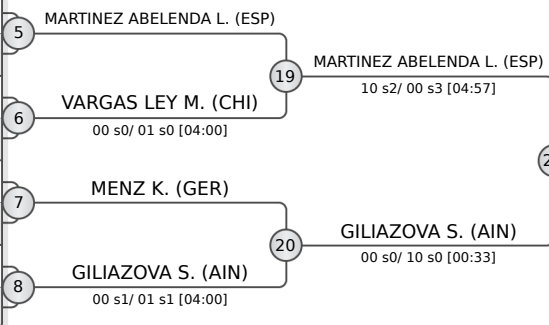 5
MARTINEZ ABELENDA L. (ESP)
19
MARTINEZ ABELENDA L. (ESP)
10 s2/ 00 s3 [04:57]
6
VARGAS LEY M. (CHI)
00 s0/ 01 s0 [04:00]
7
MENZ K. (GER)
20
GILIAZOVA S. (AIN)
00 s0/ 10 s0 [00:33]
8
GILIAZOVA S. (AIN)
00 s1/ 01 s1 [04:00]